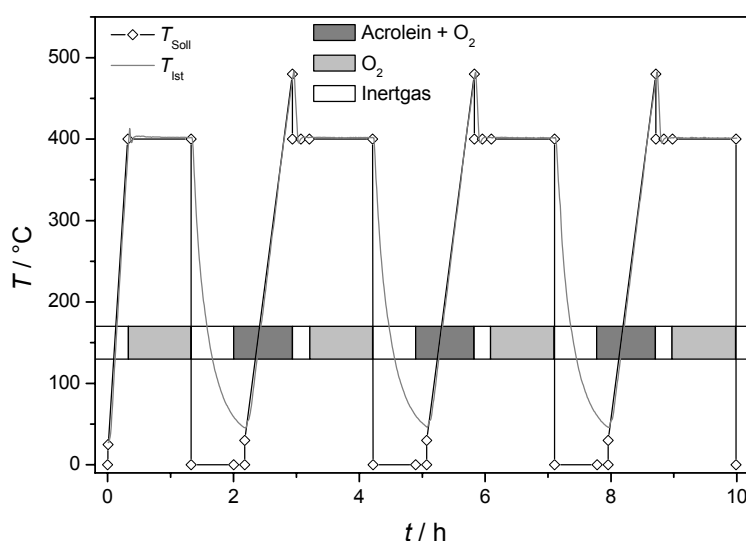 500
400
300
200
100
0
T / °C
T_Soll
T_Ist
Acrolein + O₂
O₂
Inertgas
0 2 4 6 8 10
t / h